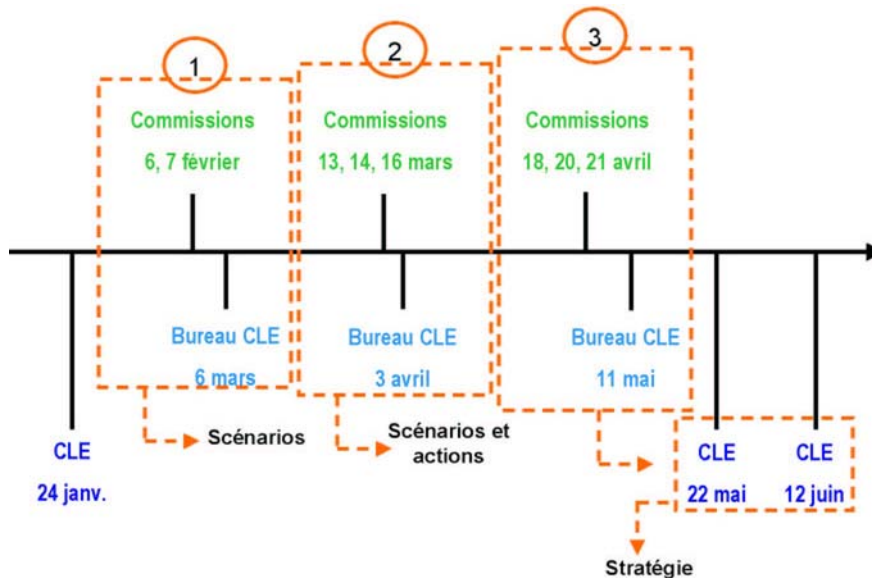 1
2
3
Commissions
6, 7 février
Commissions
13, 14, 16 mars
Commissions
18, 20, 21 avril
Bureau CLE
6 mars
Bureau CLE
3 avril
Bureau CLE
11 mai
Scénarios
Scénarios et
actions
CLE
24 janv.
CLE
22 mai
CLE
12 juin
Stratégie